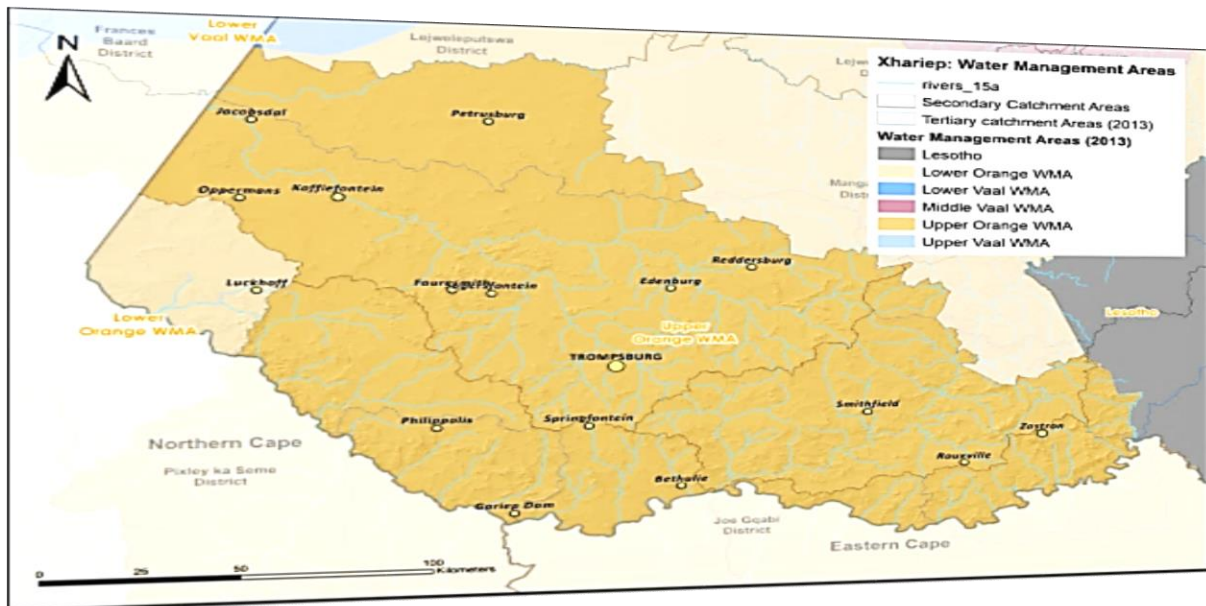 Frances
Baard
District
Lower
Vaal WMA
Lejweleputswa
District
N
Xhariep: Water Management Areas
rivers_15a
Secondary Catchment Areas
Tertiary catchment Areas (2013)
Water Management Areas (2013)
Lesotho
Lower Orange WMA
Lower Vaal WMA
Middle Vaal WMA
Upper Orange WMA
Upper Vaal WMA
Jacobsdal
Petrusburg
Oppermans
Koffiefontein
Luckhoff
Reddersburg
Edenburg
Lower
Orange WMA
Upper
Orange WMA
Lesotho
TROMPSBURG
Smithfield
Philippolis
Springfontein
Zastron
Rouxville
Bethulie
Gariep Dam
Northern Cape
Pixley ka Seme
District
Joe Gqabi
District
Eastern Cape
0
25
50
100
Kilometers